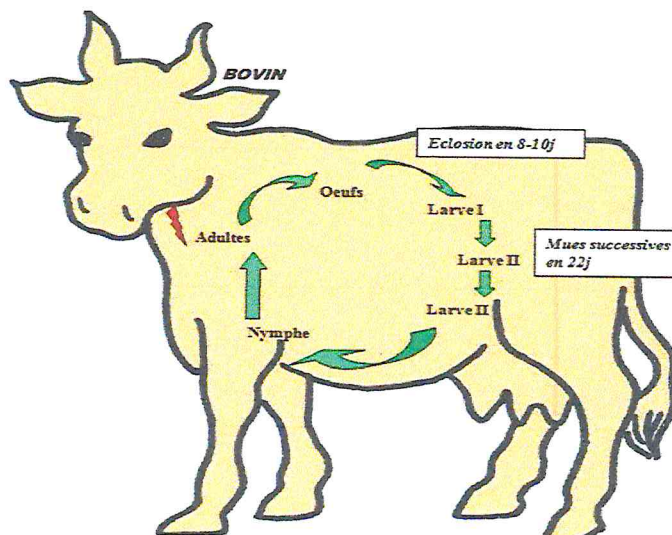 BOVIN
Eclosion en 8-10j
Oeufs
Larve I
Adultes
Mues successives
en 22j
Larve II
Larve II
Nymphe